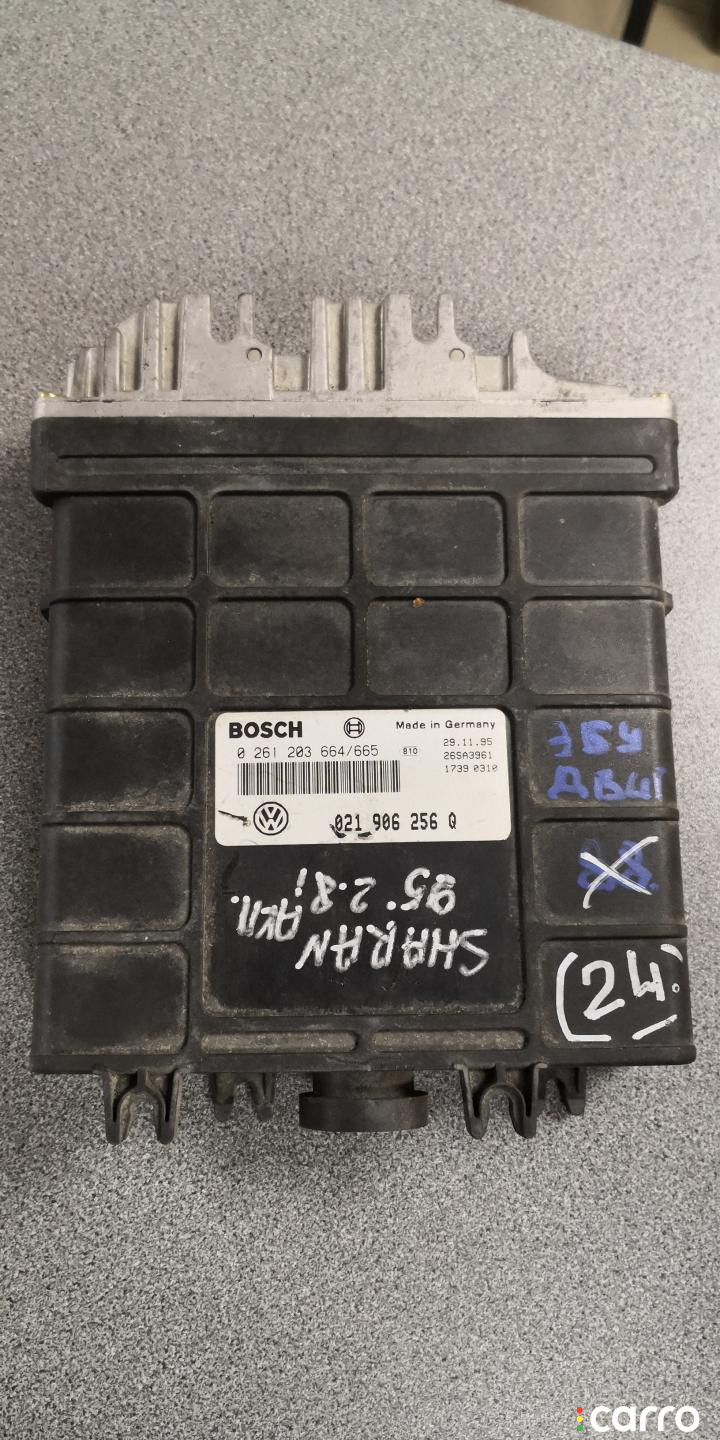 BOSCH
Made in Germany
0 261 203 664/665
810
29.11.95
26SA3961
1739 0310
021 906 256 Q
ЭБУ
ДВИГ
SHARAN
АКП.
95. 2.8i
(24.)
carro